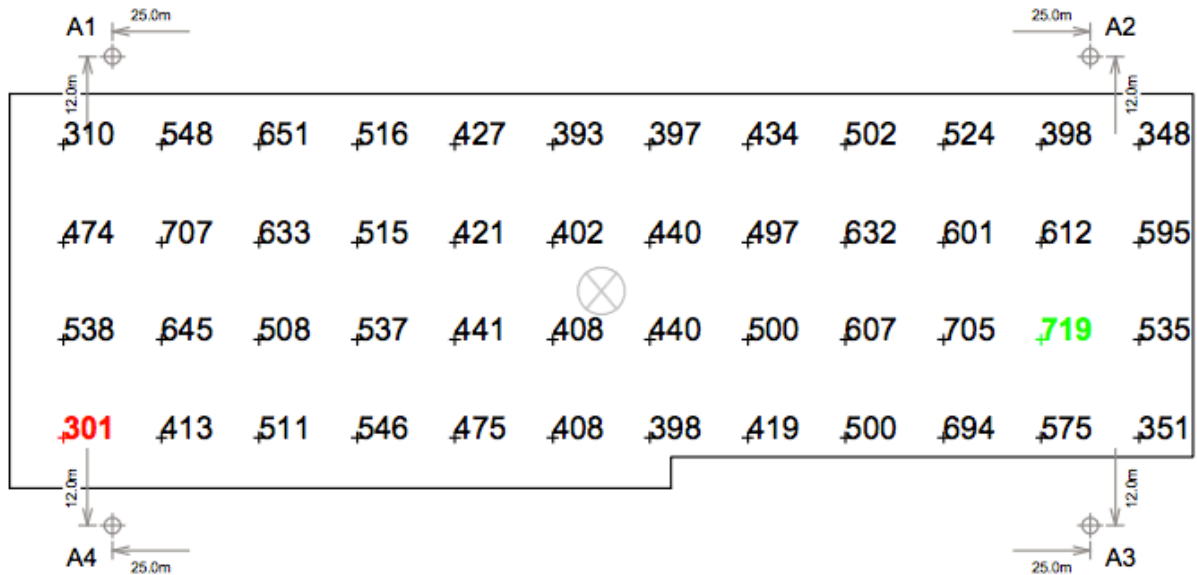 A1 25.0m 25.0m A2
12.0m 12.0m
310 548 651 516 427 393 397 434 502 524 398 348
474 707 633 515 421 402 440 497 632 601 612 595
538 645 508 537 441 408 440 500 607 705 719 535
301 413 511 546 475 408 398 419 500 694 575 351
12.0m 12.0m
A4 25.0m 25.0m A3